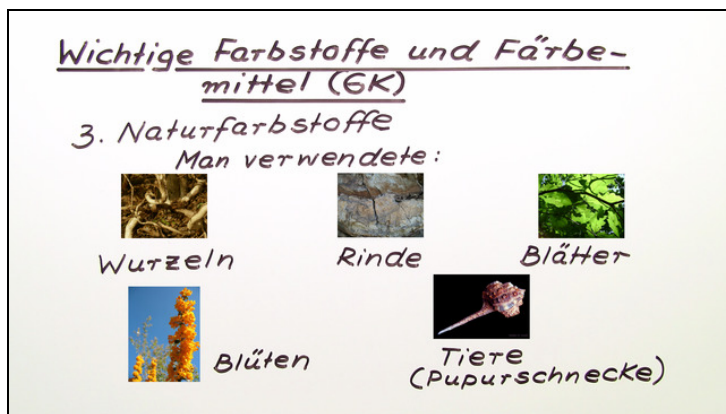 Wichtige Farbstoffe und Färbe-
mittel (GK)
3. Naturfarbstoffe
Man verwendete:
Wurzeln
Rinde
Blätter
Blüten
Tiere
(Pupurschnecke)